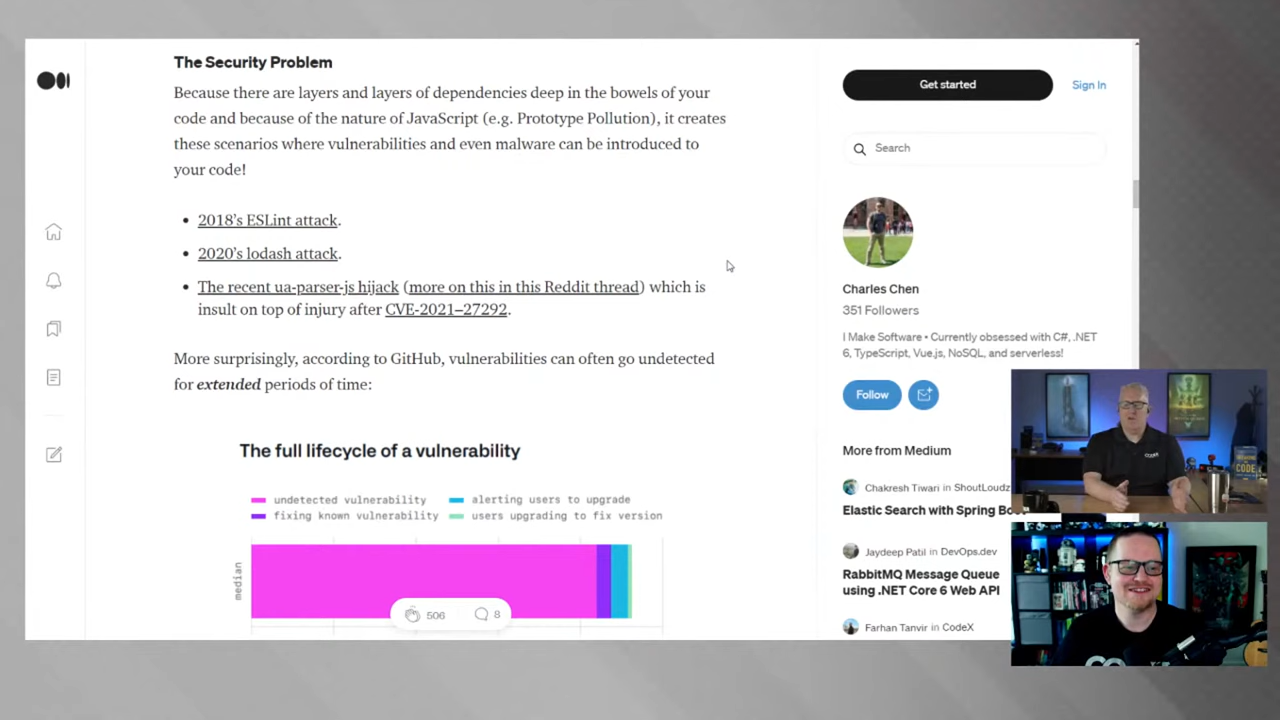 The Security Problem
Because there are layers and layers of dependencies deep in the bowels of your
code and because of the nature of JavaScript (e.g. Prototype Pollution), it creates
these scenarios where vulnerabilities and even malware can be introduced to
your code!
2018's ESLint attack.
2020's lodash attack.
The recent ua-parser-js hijack (more on this in this Reddit thread) which is
insult on top of injury after CVE-2021–27292.
More surprisingly, according to GitHub, vulnerabilities can often go undetected
for extended periods of time:
The full lifecycle of a vulnerability
undetected vulnerability
alerting users to upgrade
fixing known vulnerability
users upgrading to fix version
median
506
8
Get started
Sign In
Search
Charles Chen
351 Followers
I Make Software • Currently obsessed with C#, .NET
6, TypeScript, Vue.js, NoSQL, and serverless!
Follow
More from Medium
Chakresh Tiwari in ShoutLoudz
Elastic Search with Spring
Jaydeep Patil in DevOps.dev
RabbitMQ Message Queue
using .NET Core 6 Web API
Farhan Tanvir in CodeX
CODE